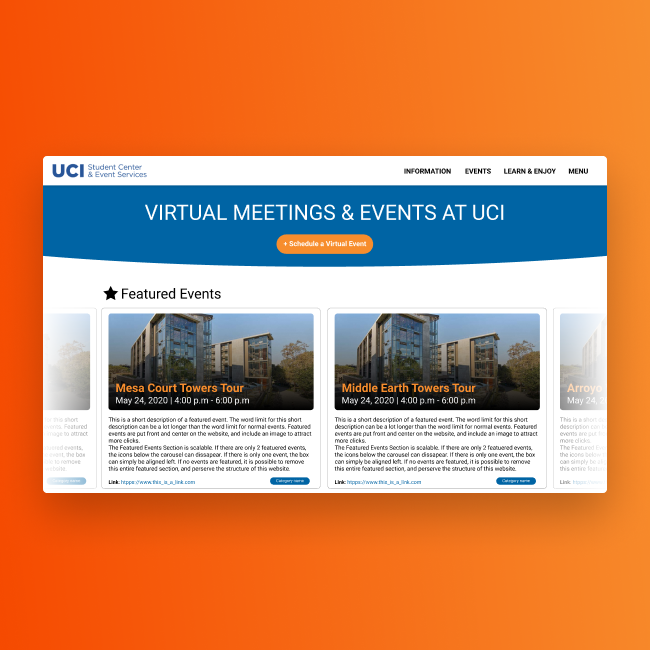 UCI Student Center
& Event Services
INFORMATION EVENTS LEARN & ENJOY MENU
VIRTUAL MEETINGS & EVENTS AT UCI
+ Schedule a Virtual Event
Featured Events
Mesa Court Towers Tour
May 24, 2020 | 4:00 p.m - 6:00 p.m
This is a short description of a featured event. The word limit for this short
description can be a lot longer than the word limit for normal events. Featured
events are put front and center on the website, and include an image to attract
more clicks.
The Featured Events Section is scalable. If there are only 2 featured events,
the icons below the carousel can dissapear. If there is only one event, the box
can simply be aligned left. If no events are featured, it is possible to remove
this entire featured section, and perserve the structure of this website.
Link: htpps://www.this_is_a_link.com
Category name
Middle Earth Towers Tour
May 24, 2020 | 4:00 p.m - 6:00 p.m
This is a short description of a featured event. The word limit for this short
description can be a lot longer than the word limit for normal events. Featured
events are put front and center on the website, and include an image to attract
more clicks.
The Featured Events Section is scalable. If there are only 2 featured events,
the icons below the carousel can dissapear. If there is only one event, the box
can simply be aligned left. If no events are featured, it is possible to remove
this entire featured section, and perserve the structure of this website.
Link: htpps://www.this_is_a_link.com
Category name
Arroyo
May 24, 2